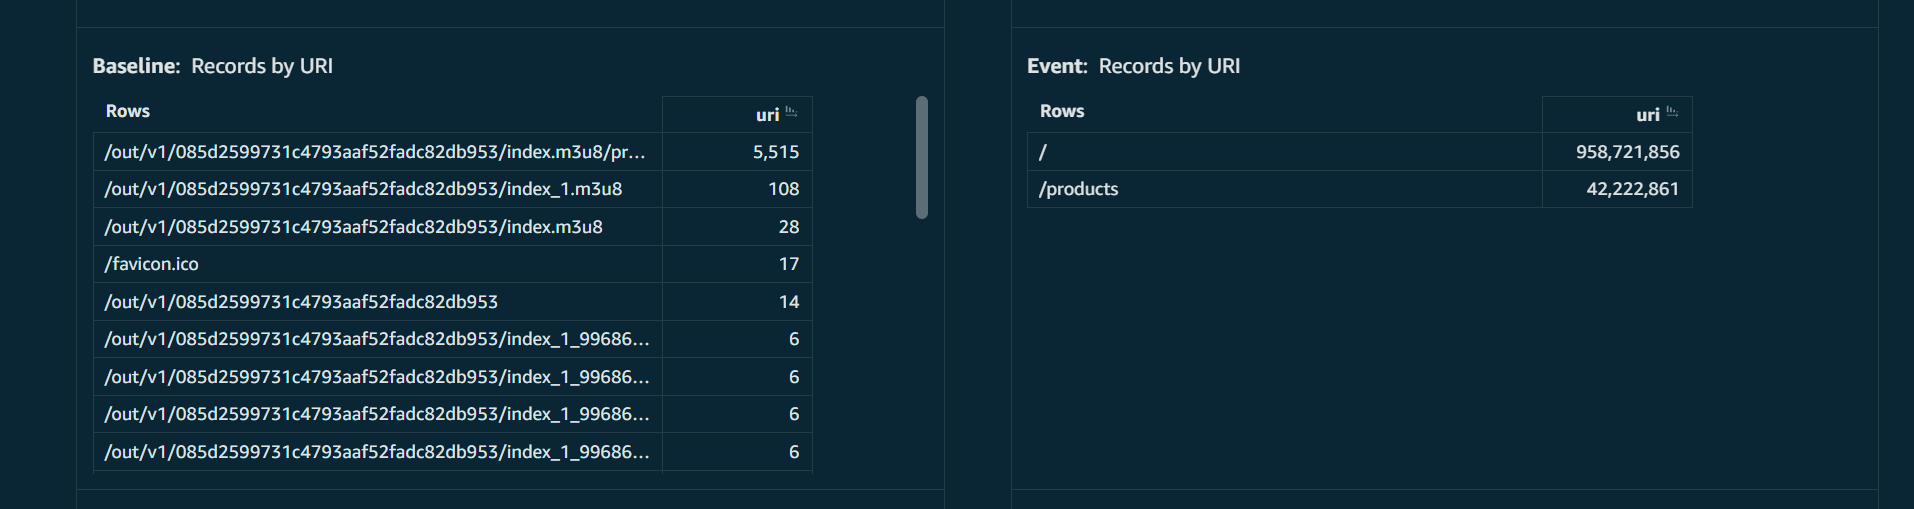 Baseline: Records by URI
Rows uri
/out/v1/085d2599731c4793aaf52fadc82db953/index.m3u8/pr... 5,515
/out/v1/085d2599731c4793aaf52fadc82db953/index_1.m3u8 108
/out/v1/085d2599731c4793aaf52fadc82db953/index.m3u8 28
/favicon.ico 17
/out/v1/085d2599731c4793aaf52fadc82db953 14
/out/v1/085d2599731c4793aaf52fadc82db953/index_1_99686... 6
/out/v1/085d2599731c4793aaf52fadc82db953/index_1_99686... 6
/out/v1/085d2599731c4793aaf52fadc82db953/index_1_99686... 6
/out/v1/085d2599731c4793aaf52fadc82db953/index_1_99686... 6
Event: Records by URI
Rows uri
/ 958,721,856
/products 42,222,861